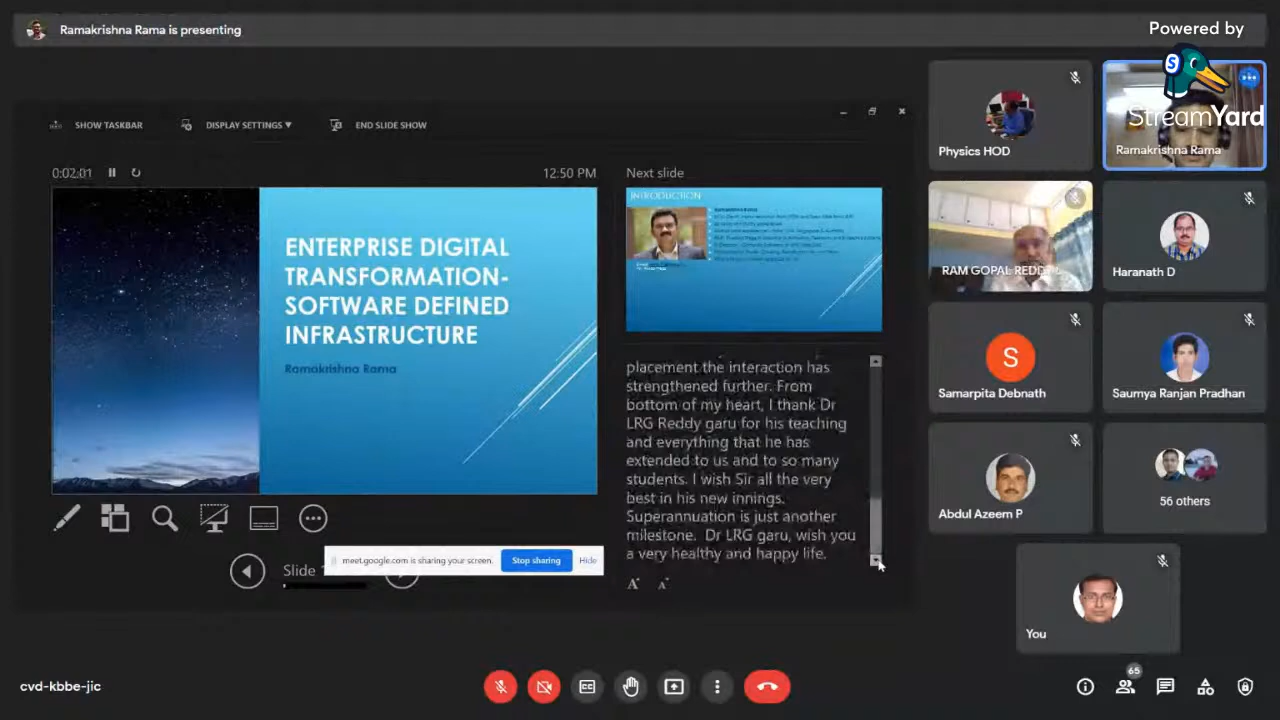 Ramakrishna Rama is presenting
Powered by
StreamYard
SHOW TASKBAR
DISPLAY SETTINGS ▼
END SLIDE SHOW
0:02:01
12:50 PM
ENTERPRISE DIGITAL
TRANSFORMATION-
SOFTWARE DEFINED
INFRASTRUCTURE
Ramakrishna Rama
Next slide
INTRODUCTION
placement the interaction has
strengthened further. From
bottom of my heart, I thank Dr
LRG Reddy garu for his teaching
and everything that he has
extended to us and to so many
students. I wish Sir all the very
best in his new innings.
Superannuation is just another
milestone. Dr LRG garu, wish you
a very healthy and happy life.
meet.google.com is sharing your screen.
Stop sharing
Hide
Slide
Physics HOD
Ramakrishna Rama
RAM GOPAL REDDY
Haranath D
S
Samarpita Debnath
Saumya Ranjan Pradhan
Abdul Azeem P
56 others
You
cvd-kbbe-jic
65